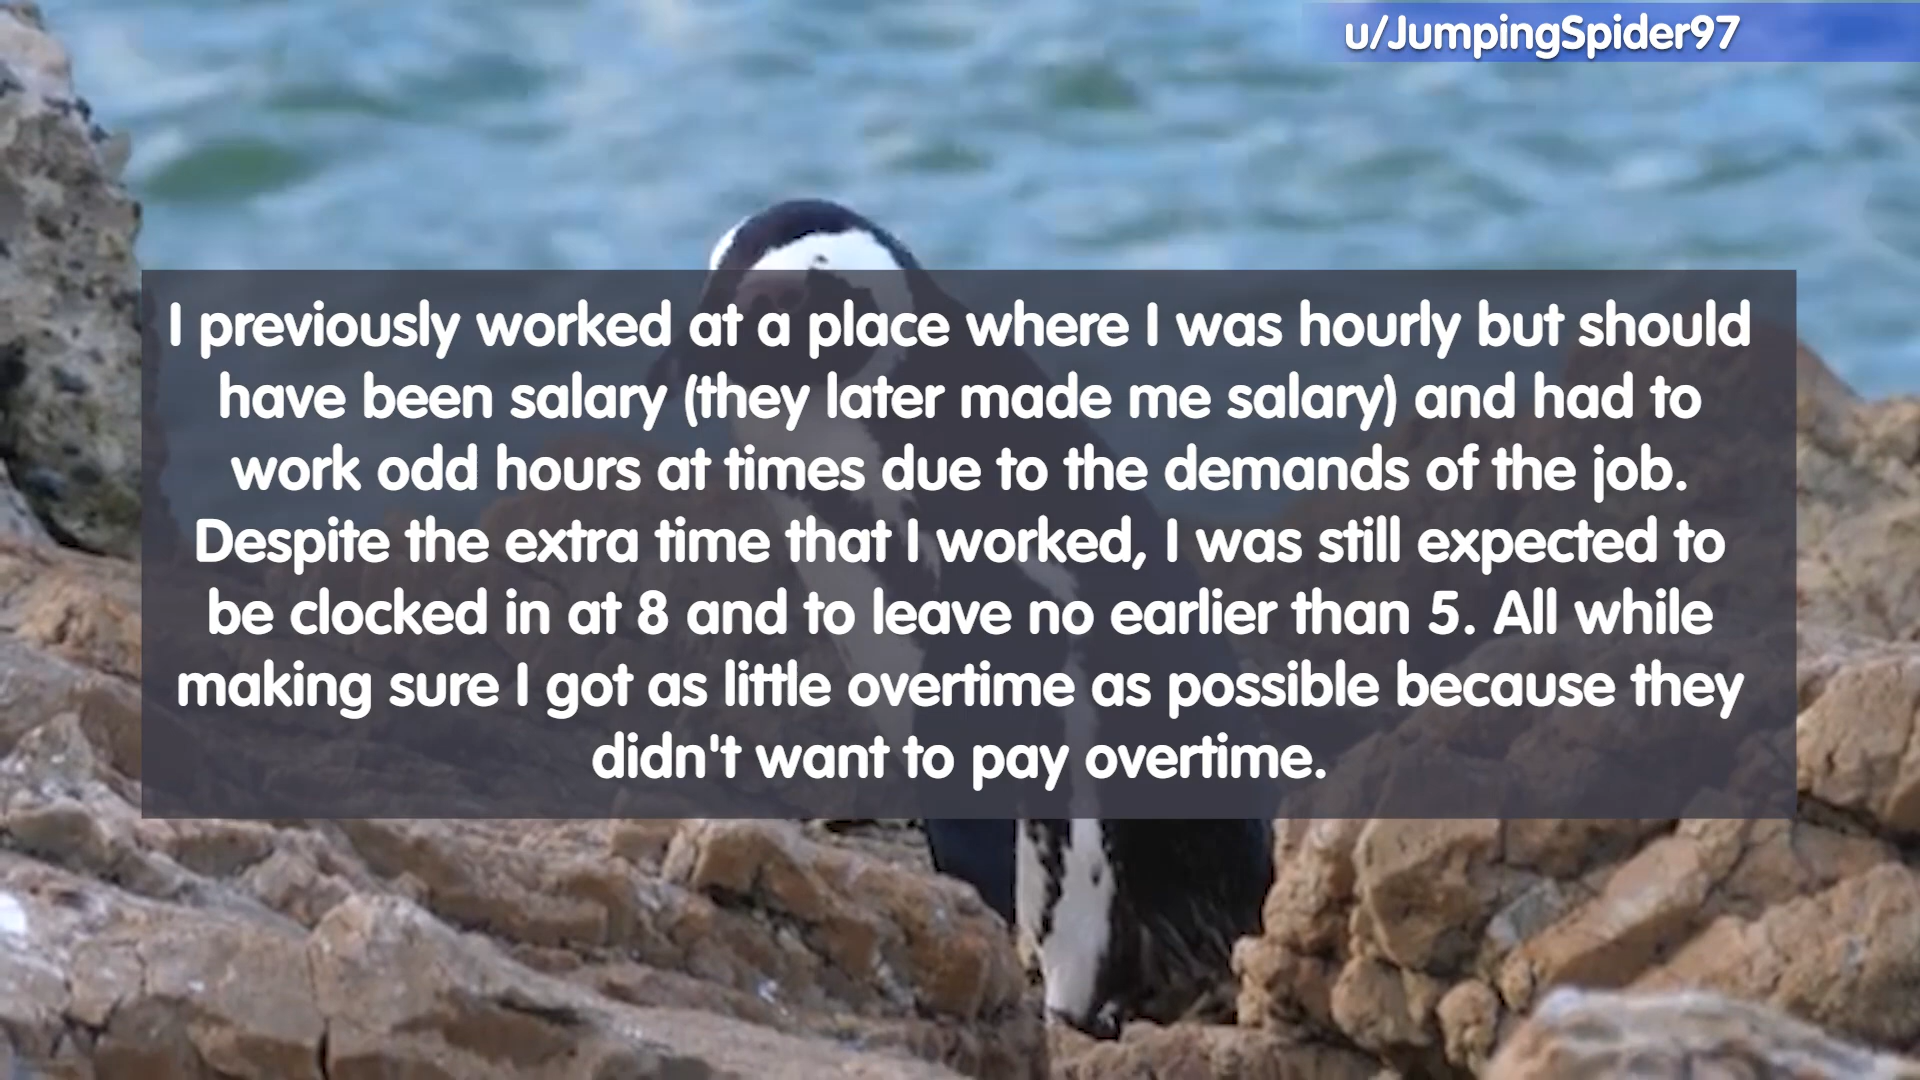 u/JumpingSpider97
I previously worked at a place where I was hourly but should
have been salary (they later made me salary) and had to
work odd hours at times due to the demands of the job.
Despite the extra time that I worked, I was still expected to
be clocked in at 8 and to leave no earlier than 5. All while
making sure I got as little overtime as possible because they
didn't want to pay overtime.